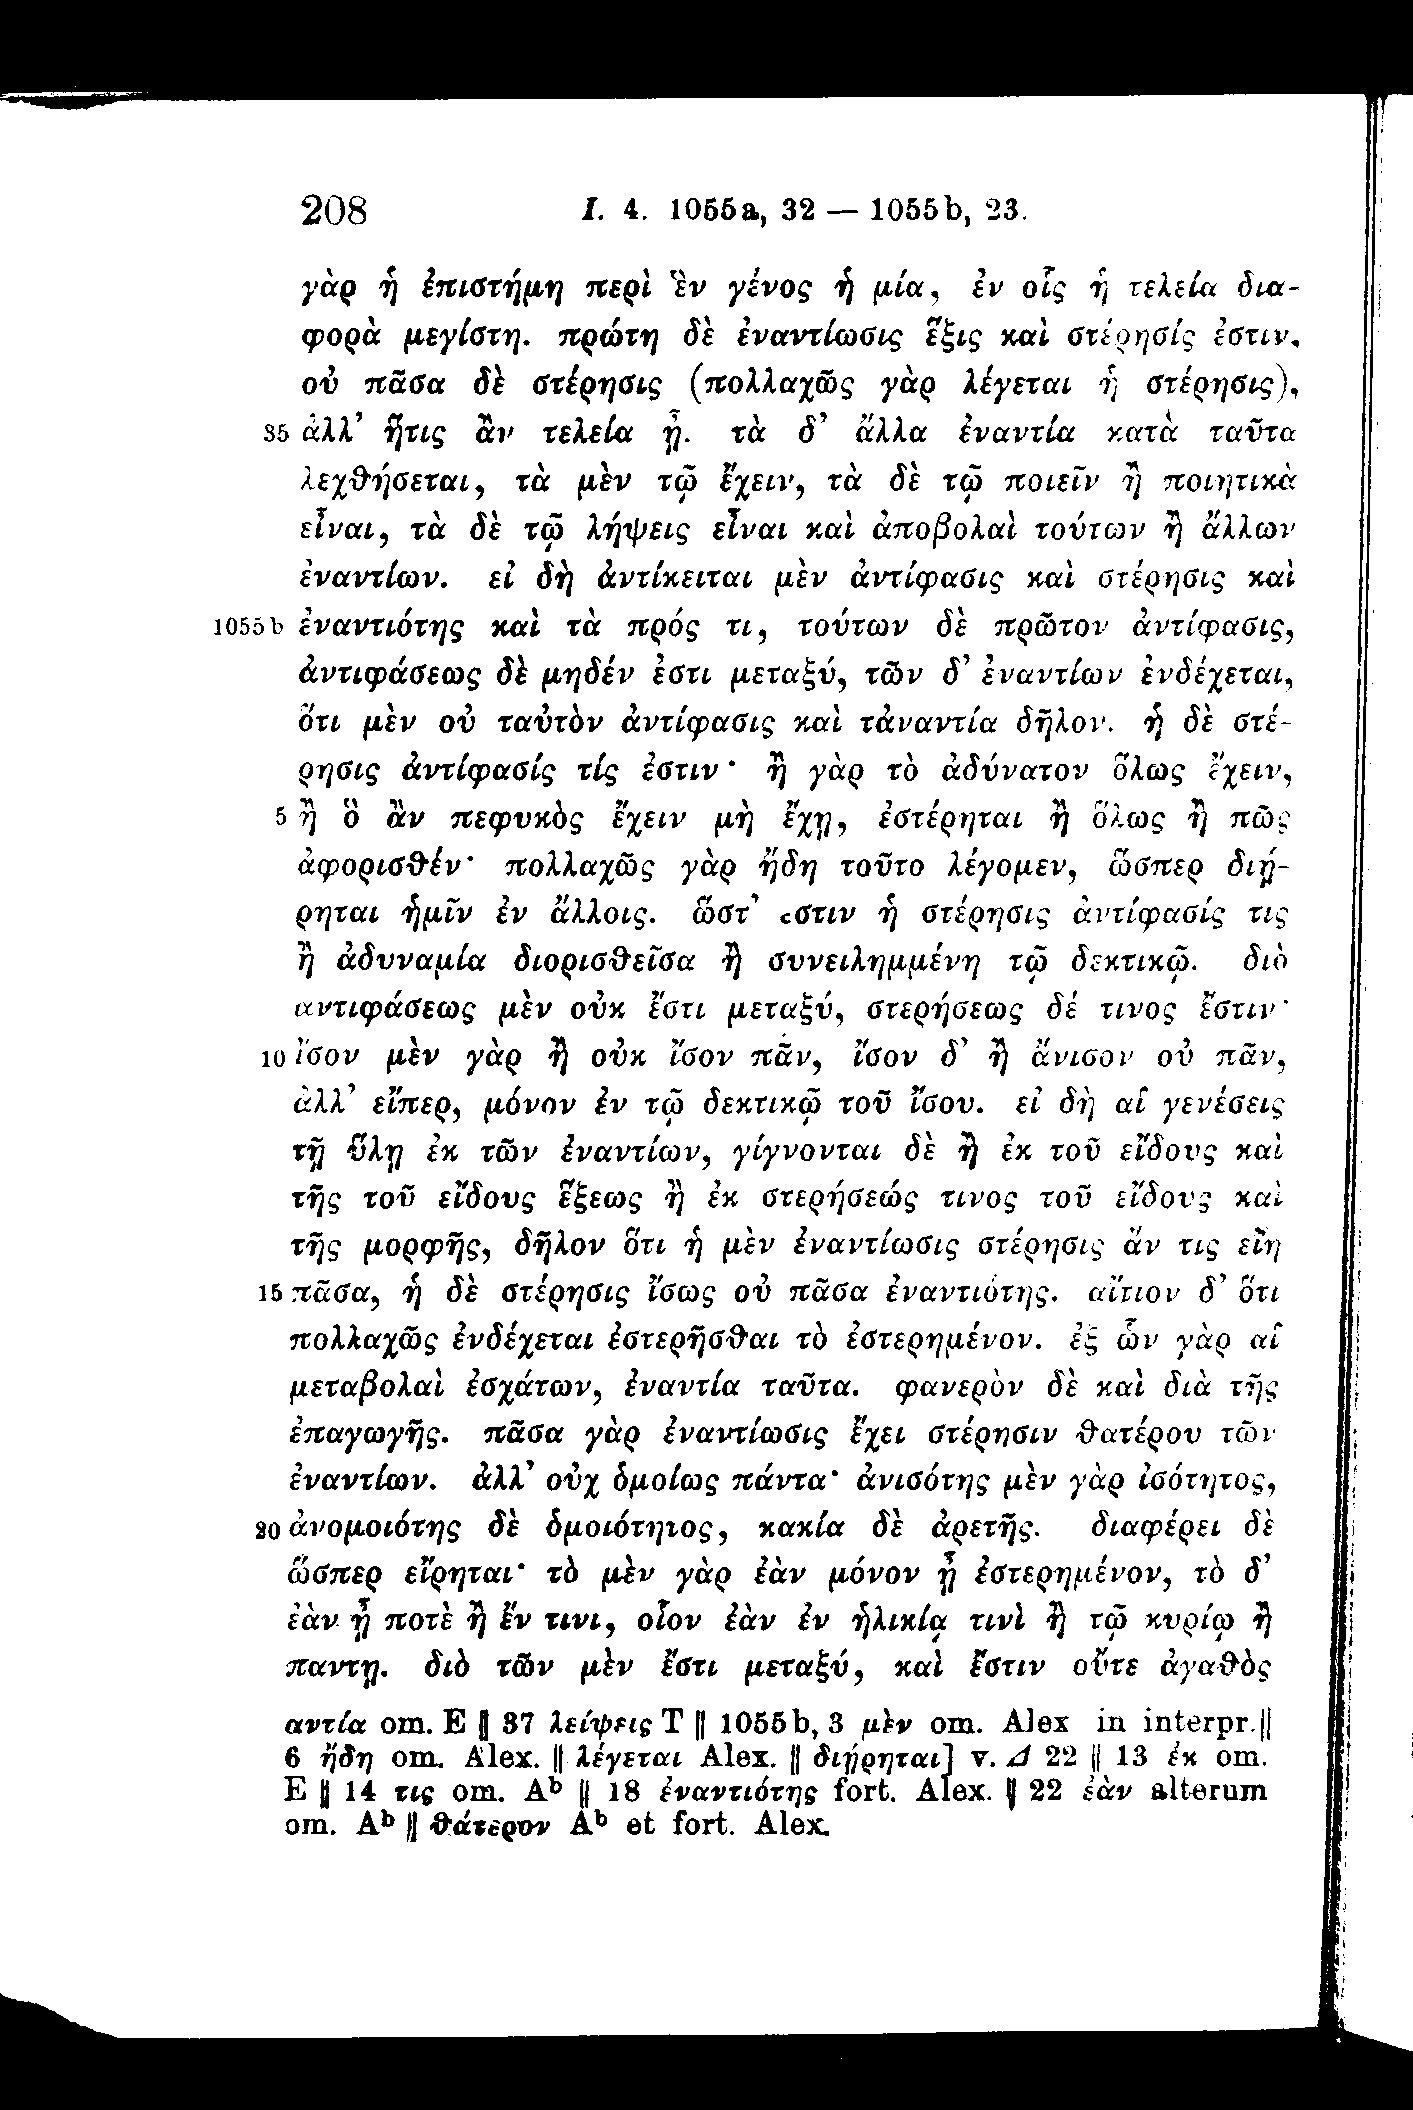 208 I. 4. 1055a, 32 — 1055b, 23.
γὰρ ἡ ἐπιστήμη περὶ ἓν γένος ἡ μία, ἐν οἷς ἡ τελεία δια-
φορὰ μεγίστη. πρώτη δὲ ἐναντίωσις ἕξις καὶ στέρησίς ἐστιν,
οὐ πᾶσα δὲ στέρησις (πολλαχῶς γὰρ λέγεται ἡ στέρησις),
35 ἀλλ' ἥτις ἂν τελεία ᾖ. τὰ δ' ἄλλα ἐναντία κατὰ ταῦτα
λεχθήσεται, τὰ μὲν τῷ ἔχειν, τὰ δὲ τῷ ποιεῖν ἢ ποιητικὰ
εἶναι, τὰ δὲ τῷ λήψεις εἶναι καὶ ἀποβολαὶ τούτων ἢ ἄλλων
ἐναντίων. εἰ δὴ ἀντίκειται μὲν ἀντίφασις καὶ στέρησις καὶ
1055b ἐναντιότης καὶ τὰ πρός τι, τούτων δὲ πρῶτον ἀντίφασις,
ἀντιφάσεως δὲ μηδέν ἐστι μεταξύ, τῶν δ' ἐναντίων ἐνδέχεται,
ὅτι μὲν οὐ ταὐτὸν ἀντίφασις καὶ τἀναντία δῆλον. ἡ δὲ στέ-
ρησις ἀντίφασίς τίς ἐστιν· ἢ γὰρ τὸ ἀδύνατον ὅλως ἔχειν,
5 ἢ ὃ ἂν πεφυκὸς ἔχειν μὴ ἔχῃ, ἐστέρηται ἢ ὅλως ἢ πῶς
ἀφορισθέν· πολλαχῶς γὰρ ἤδη τοῦτο λέγομεν, ὥσπερ διῄ-
ρηται ἡμῖν ἐν ἄλλοις. ὥστ' ἐστιν ἡ στέρησις ἀντίφασίς τις
ἢ ἀδυναμία διορισθεῖσα ἢ συνειλημμένη τῷ δεκτικῷ. διὸ
ἀντιφάσεως μὲν οὐκ ἔστι μεταξύ, στερήσεως δέ τινος ἔστιν·
10 ἴσον μὲν γὰρ ἢ οὐκ ἴσον πᾶν, ἴσον δ' ἢ ἄνισον οὐ πᾶν,
ἀλλ' εἴπερ, μόνον ἐν τῷ δεκτικῷ τοῦ ἴσου. εἰ δὴ αἱ γενέσεις
τῇ ὕλῃ ἐκ τῶν ἐναντίων, γίγνονται δὲ ἢ ἐκ τοῦ εἴδους καὶ
τῆς τοῦ εἴδους ἕξεως ἢ ἐκ στερήσεώς τινος τοῦ εἴδους καὶ
τῆς μορφῆς, δῆλον ὅτι ἡ μὲν ἐναντίωσις στέρησις ἄν τις εἴη
15 πᾶσα, ἡ δὲ στέρησις ἴσως οὐ πᾶσα ἐναντιότης. αἴτιον δ' ὅτι
πολλαχῶς ἐνδέχεται ἐστερῆσθαι τὸ ἐστερημένον. ἐξ ὧν γὰρ αἱ
μεταβολαὶ ἐσχάτων, ἐναντία ταῦτα. φανερὸν δὲ καὶ διὰ τῆς
ἐπαγωγῆς. πᾶσα γὰρ ἐναντίωσις ἔχει στέρησιν θατέρου τῶν
ἐναντίων. ἀλλ' οὐχ ὁμοίως πάντα· ἀνισότης μὲν γὰρ ἰσότητος,
20 ἀνομοιότης δὲ ὁμοιότητος, κακία δὲ ἀρετῆς. διαφέρει δὲ
ὥσπερ εἴρηται· τὸ μὲν γὰρ ἐὰν μόνον ᾖ ἐστερημένον, τὸ δ'
ἐὰν ᾖ ποτὲ ἢ ἔν τινι, οἷον ἐὰν ἐν ἡλικίᾳ τινὶ ἢ τῷ κυρίῳ ἢ
παντῃ. διὸ τῶν μὲν ἔστι μεταξύ, καὶ ἔστιν οὔτε ἀγαθὸς
αντία om. E ‖ 37 λείψεις T ‖ 1055b, 3 μὲν om. Alex in interpr.‖
6 ἤδη om. Alex. ‖ λέγεται Alex. ‖ διῄρηται] v. Δ 22 ‖ 13 ἐκ om.
E ‖ 14 τις om. Aᵇ ‖ 18 ἐναντιότης fort. Alex. ‖ 22 ἐὰν alterum
om. Aᵇ ‖ θάτερον Aᵇ et fort. Alex.